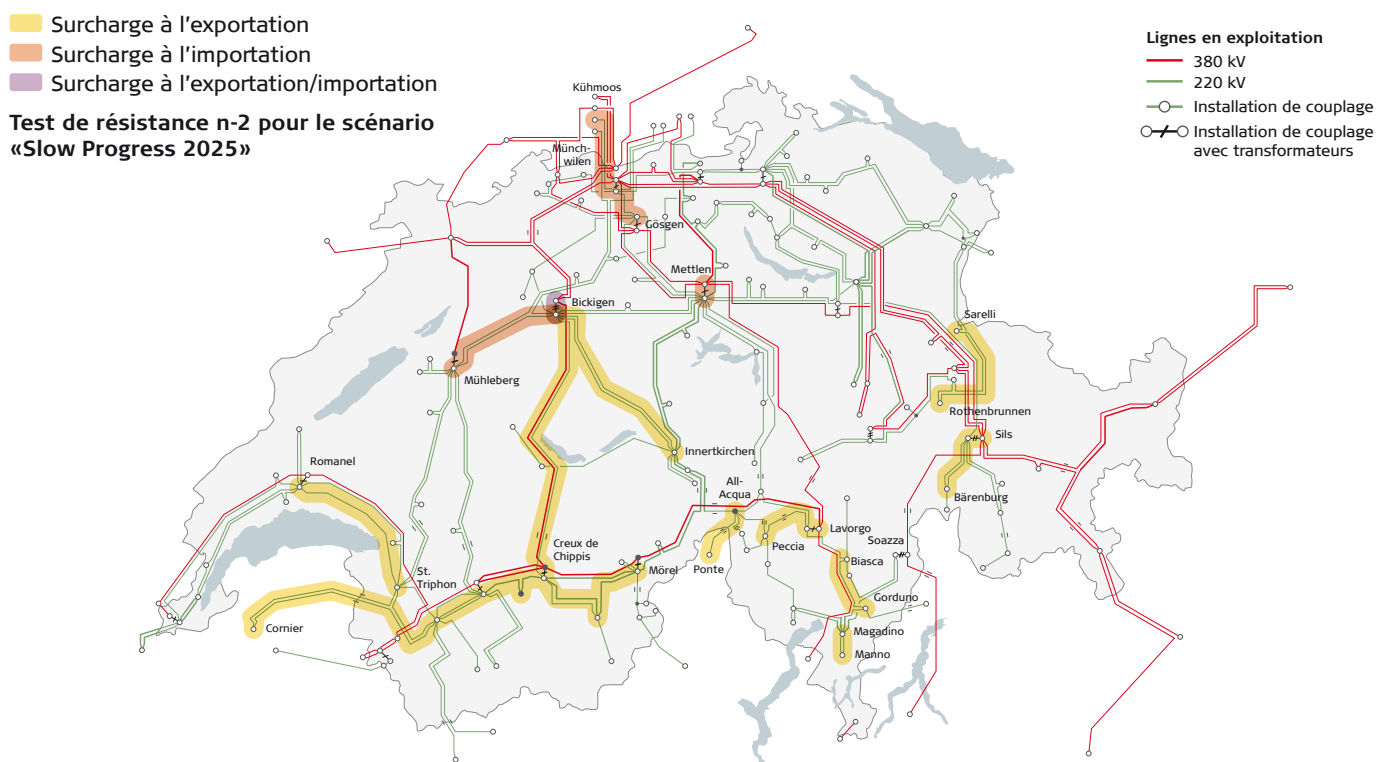 Surcharge à l'exportation
Surcharge à l'importation
Surcharge à l'exportation/importation
Test de résistance n-2 pour le scénario
«Slow Progress 2025»
Lignes en exploitation
380 kV
220 kV
Installation de couplage
Installation de couplage
avec transformateurs
Kühmoos
Münch-
wilen
Gösgen
Mettlen
Bickigen
Sarelli
Mühleberg
Rothenbrunnen
Sils
Innertkirchen
Romanel
All-
Acqua
Bärenburg
Lavorgo
Creux de
Chippis
Peccia
Soazza
Biasca
St.
Triphon
Mörel
Ponte
Gorduno
Cornier
Magadino
Manno